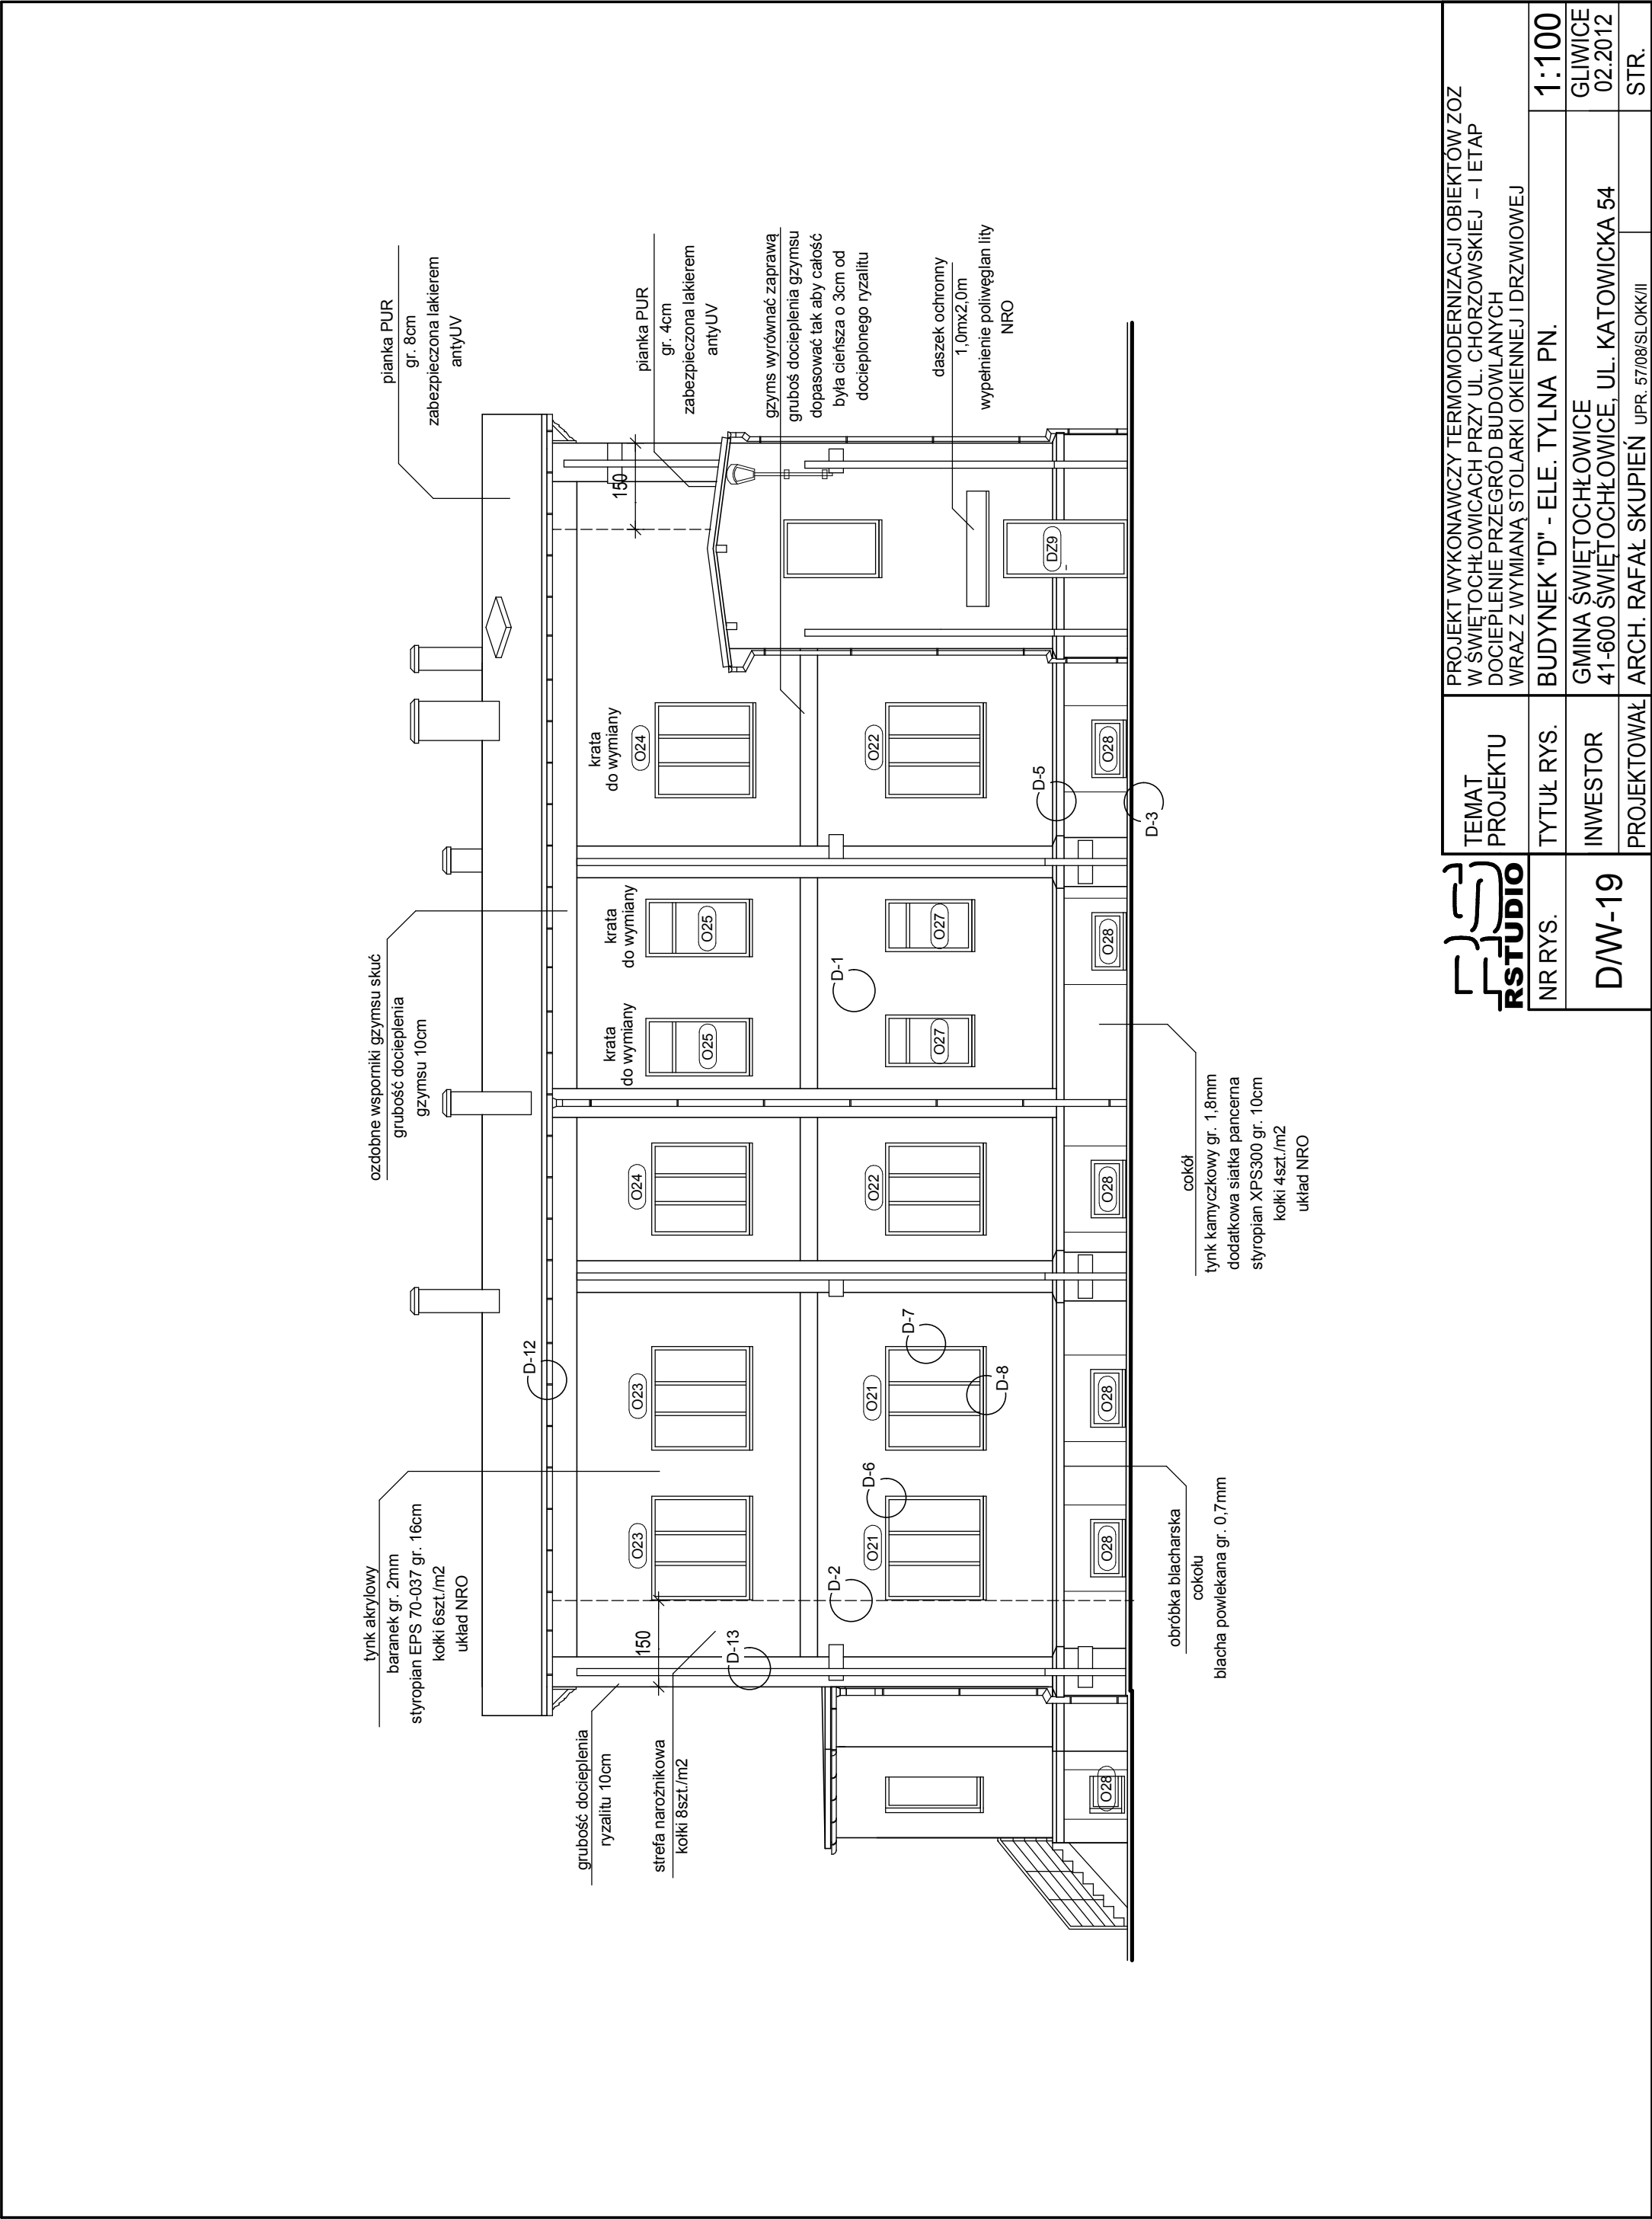 tynk akrylowy
baranek gr. 2mm
styropian EPS 70-037 gr. 16cm
kołki 6szt./m2
układ NRO
ozdobne wsporniki gzymsu skuć
grubość docieplenia
gzymsu 10cm
pianka PUR
gr. 8cm
zabezpieczona lakierem
antyUV
grubość docieplenia
ryzalitu 10cm
strefa narożnikowa
kołki 8szt./m2
150
D-13
D-12
O23
O23
O24
krata
do wymiany
O25
krata
do wymiany
O25
krata
do wymiany
O24
150
pianka PUR
gr. 4cm
zabezpieczona lakierem
antyUV
gzyms wyrównać zaprawą
gruboś docieplenia gzymsu
dopasować tak aby całość
była cieńsza o 3cm od
docieplonego ryzalitu
daszek ochronny
1,0mx2,0m
wypełnienie poliwęglan lity
NRO
D-2
O21
D-6
O21
D-7
D-8
O22
D-1
O27
O27
O22
D-5
D-3
DZ9
O28
O28
O28
O28
O28
O28
obróbka blacharska
cokołu
blacha powlekana gr. 0,7mm
cokół
tynk kamyczkowy gr. 1,8mm
dodatkowa siatka pancerna
styropian XPS300 gr. 10cm
kołki 4szt./m2
układ NRO
RSTUDIO
TEMAT
PROJEKTU
PROJEKT WYKONAWCZY TERMOMODERNIZACJI OBIEKTÓW ZOZ
W ŚWIĘTOCHŁOWICACH PRZY UL. CHORZOWSKIEJ – I ETAP
DOCIEPLENIE PRZEGRÓD BUDOWLANYCH
WRAZ Z WYMIANĄ STOLARKI OKIENNEJ I DRZWIOWEJ
NR RYS.
TYTUŁ RYS.
BUDYNEK "D" - ELE. TYLNA PN.
1:100
D/W-19
INWESTOR
GMINA ŚWIĘTOCHŁOWICE
41-600 ŚWIĘTOCHŁOWICE, UL. KATOWICKA 54
GLIWICE
02.2012
PROJEKTOWAŁ
ARCH. RAFAŁ SKUPIEŃ UPR. 57/08/SLOKK/II
STR.